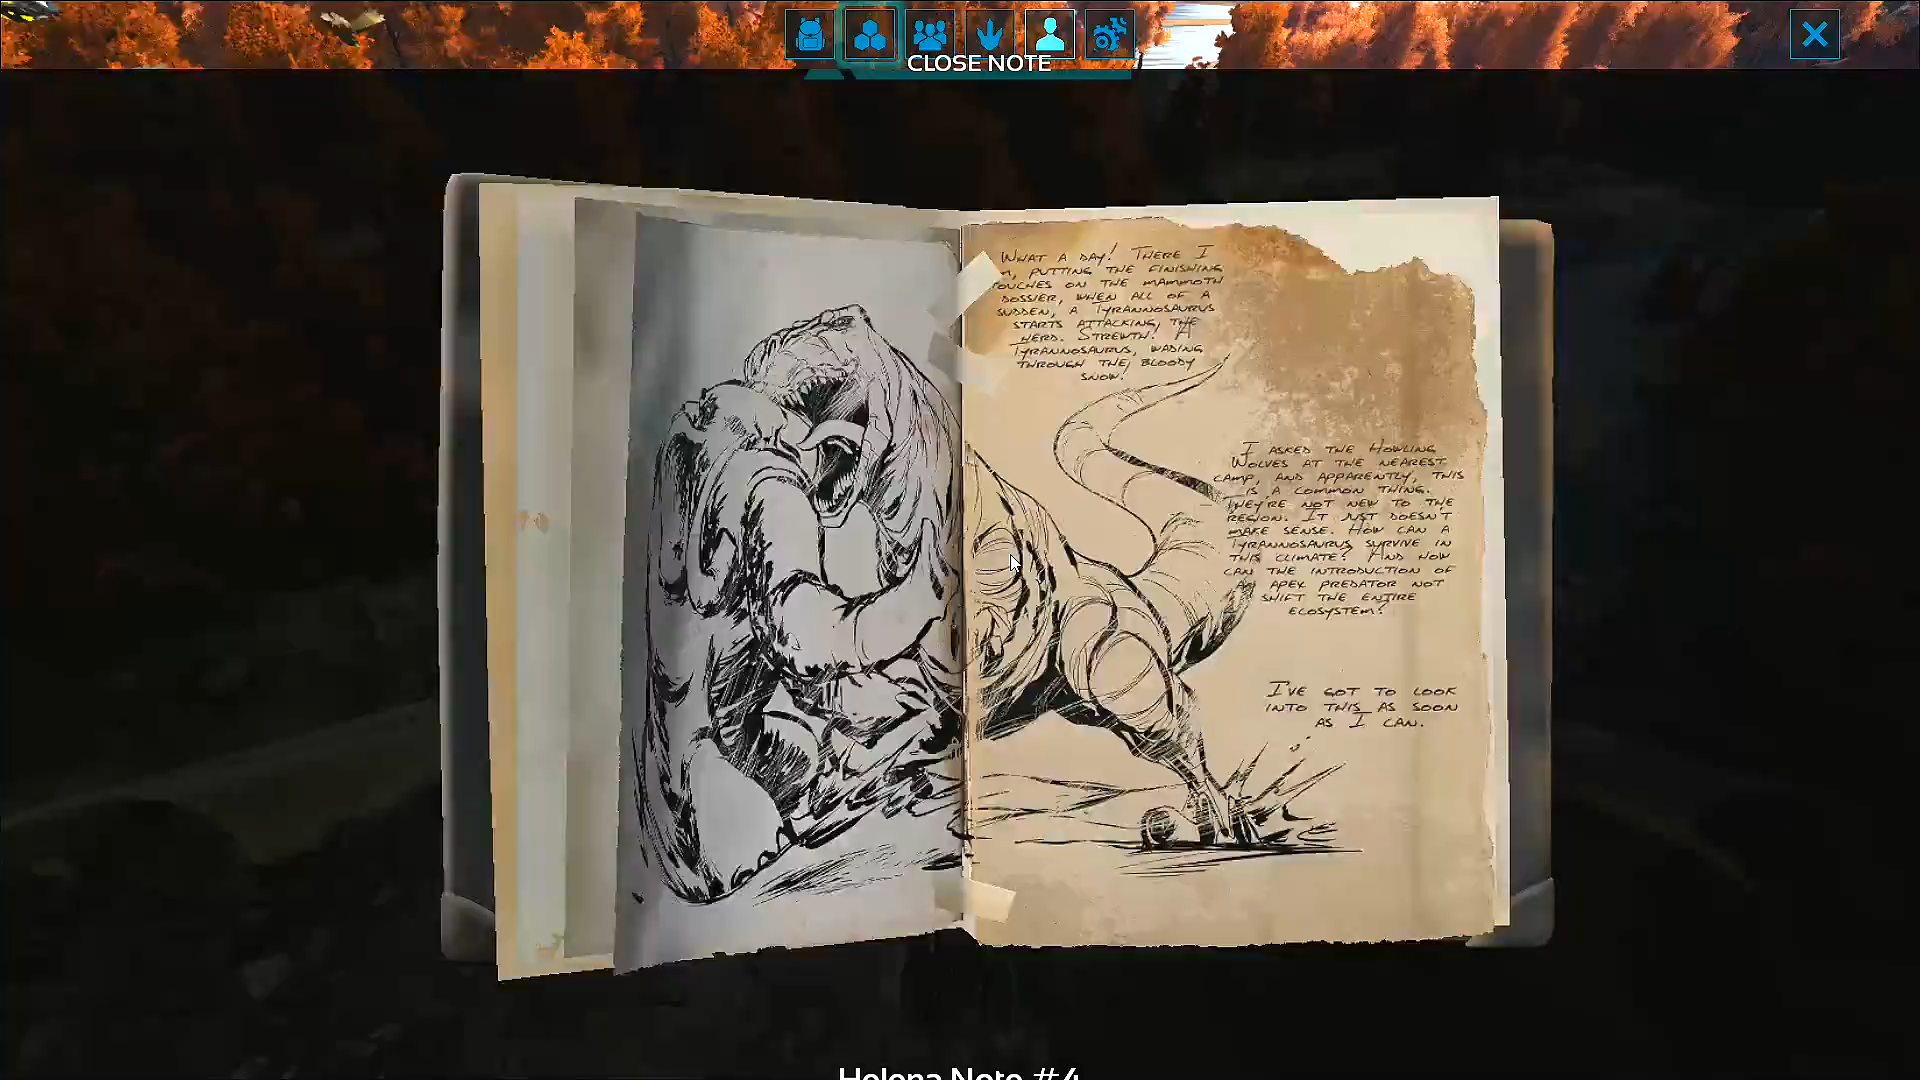 CLOSE NOTE
WHAT A DAY! THERE I
PUTTING THE FINISHING
TOUCHES ON THE MAMMOTH
DOSSIER, WHEN ALL OF A
SUDDEN, A TYRANNOSAURUS
STARTS ATTACKING THE
HERD. STREWTH! A
TYRANNOSAURUS, WADING
THROUGH THE BLOODY
SNOW!
I ASKED THE HOWLING
WOLVES AT THE NEAREST
CAMP, AND APPARENTLY, THIS
IS A COMMON THING.
THEY'RE NOT NEW TO THE
REGION. IT JUST DOESN'T
MAKE SENSE. HOW CAN A
TYRANNOSAURUS SURVIVE IN
THIS CLIMATE? AND HOW
CAN THE INTRODUCTION OF
AN APEX PREDATOR NOT
SHIFT THE ENTIRE
ECOSYSTEM?
I'VE GOT TO LOOK
INTO THIS AS SOON
AS I CAN.
Helena Note #4